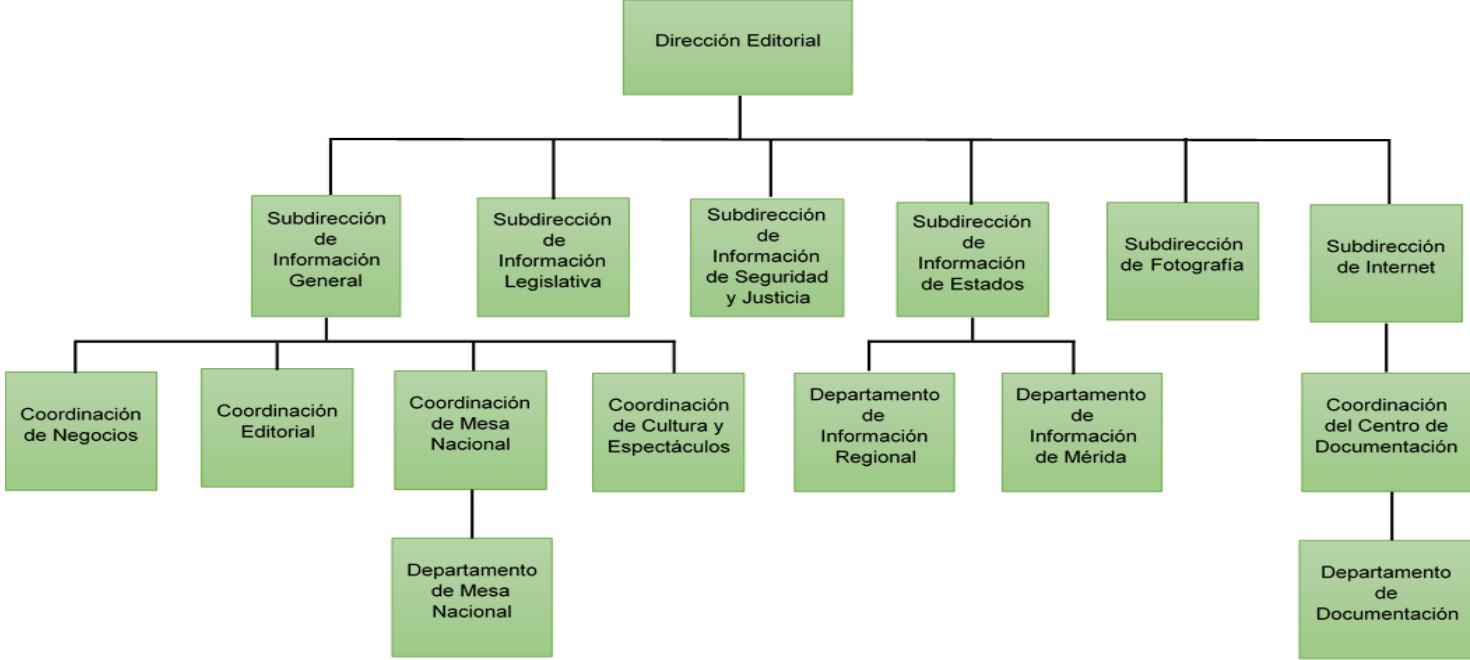 Dirección Editorial
Subdirección
de
Información
General
Subdirección
de
Información
Legislativa
Subdirección
de
Información
de Seguridad
y Justicia
Subdirección
de
Información
de Estados
Subdirección
de Fotografía
Subdirección
de Internet
Coordinación
de Negocios
Coordinación
Editorial
Coordinación
de Mesa
Nacional
Coordinación
de Cultura y
Espectáculos
Departamento
de
Información
Regional
Departamento
de
Información
de Mérida
Coordinación
del Centro de
Documentación
Departamento
de Mesa
Nacional
Departamento
de
Documentación